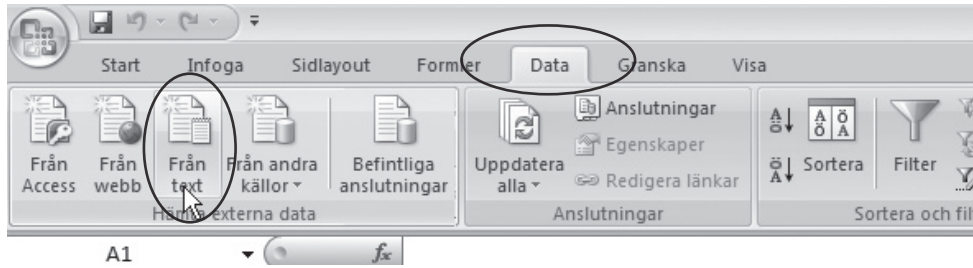 Start Infoga Sidlayout Formler Data Granska Visa
Från Access
Från webb
Från text
Från andra källor
Befintliga anslutningar
Hämta externa data
Uppdatera alla
Anslutningar
Egenskaper
Redigera länkar
Anslutningar
A Ö
A Ö
Ö A
Ö A
Sortera
Filter
Sortera och fil
A1 fx